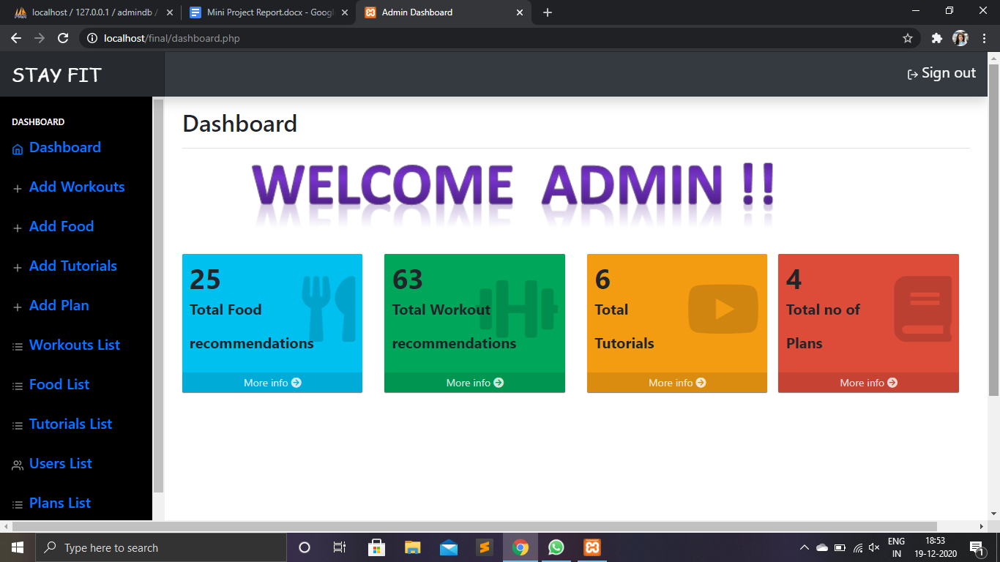 localhost / 127.0.0.1 / admindb /
Mini Project Report.docx - Googl
Admin Dashboard
localhost/final/dashboard.php
STAY FIT
Sign out
DASHBOARD
Dashboard
Add Workouts
Add Food
Add Tutorials
Add Plan
Workouts List
Food List
Tutorials List
Users List
Plans List
Dashboard
WELCOME ADMIN !!
25
Total Food
recommendations
More info
63
Total Workout
recommendations
More info
6
Total
Tutorials
More info
4
Total no of
Plans
More info
Type here to search
ENG
IN
18:53
19-12-2020
1